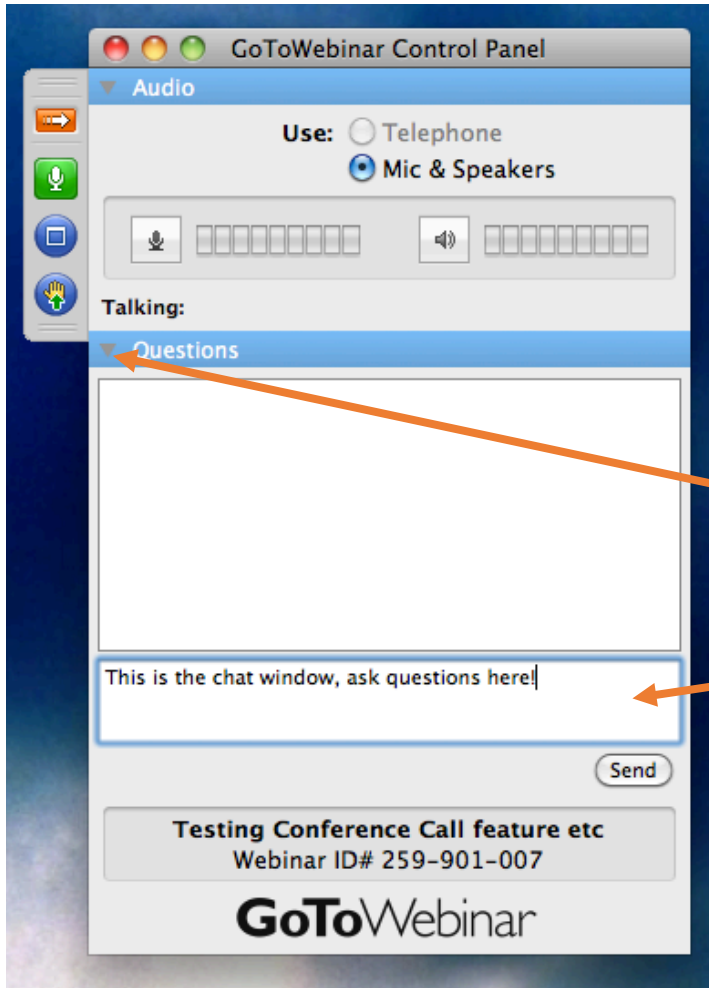 GoToWebinar Control Panel
Audio
Use: Telephone
Mic & Speakers
Talking:
Questions
This is the chat window, ask questions here!
Send
Testing Conference Call feature etc
Webinar ID# 259-901-007
GoToWebinar